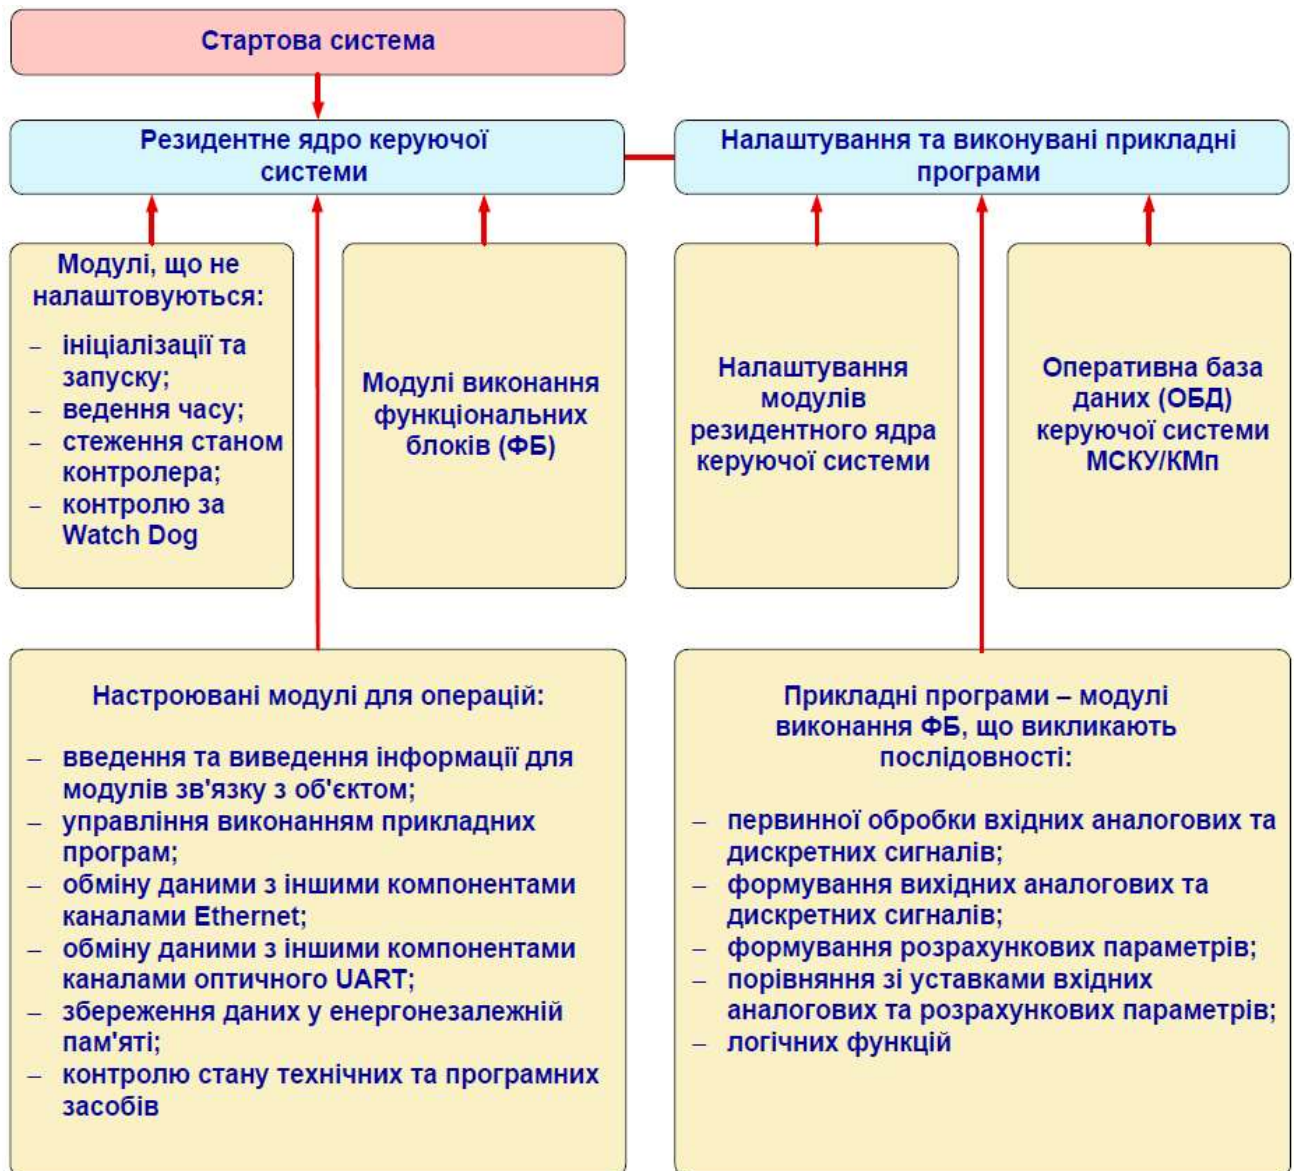 Стартова система
Резидентне ядро керуючої
системи
Налаштування та виконувані прикладні
програми
Модулі, що не
налаштовуються:
– ініціалізації та
запуску;
– ведення часу;
– стеження станом
контролера;
– контролю за
Watch Dog
Модулі виконання
функціональних
блоків (ФБ)
Налаштування
модулів
резидентного ядра
керуючої системи
Оперативна база
даних (ОБД)
керуючої системи
МСКУ/КМп
Настроювані модулі для операцій:
– введення та виведення інформації для
модулів зв'язку з об'єктом;
– управління виконанням прикладних
програм;
– обміну даними з іншими компонентами
каналами Ethernet;
– обміну даними з іншими компонентами
каналами оптичного UART;
– збереження даних у енергонезалежній
пам'яті;
– контролю стану технічних та програмних
засобів
Прикладні програми – модулі
виконання ФБ, що викликають
послідовності:
– первинної обробки вхідних аналогових та
дискретних сигналів;
– формування вихідних аналогових та
дискретних сигналів;
– формування розрахункових параметрів;
– порівняння зі уставками вхідних
аналогових та розрахункових параметрів;
– логічних функцій